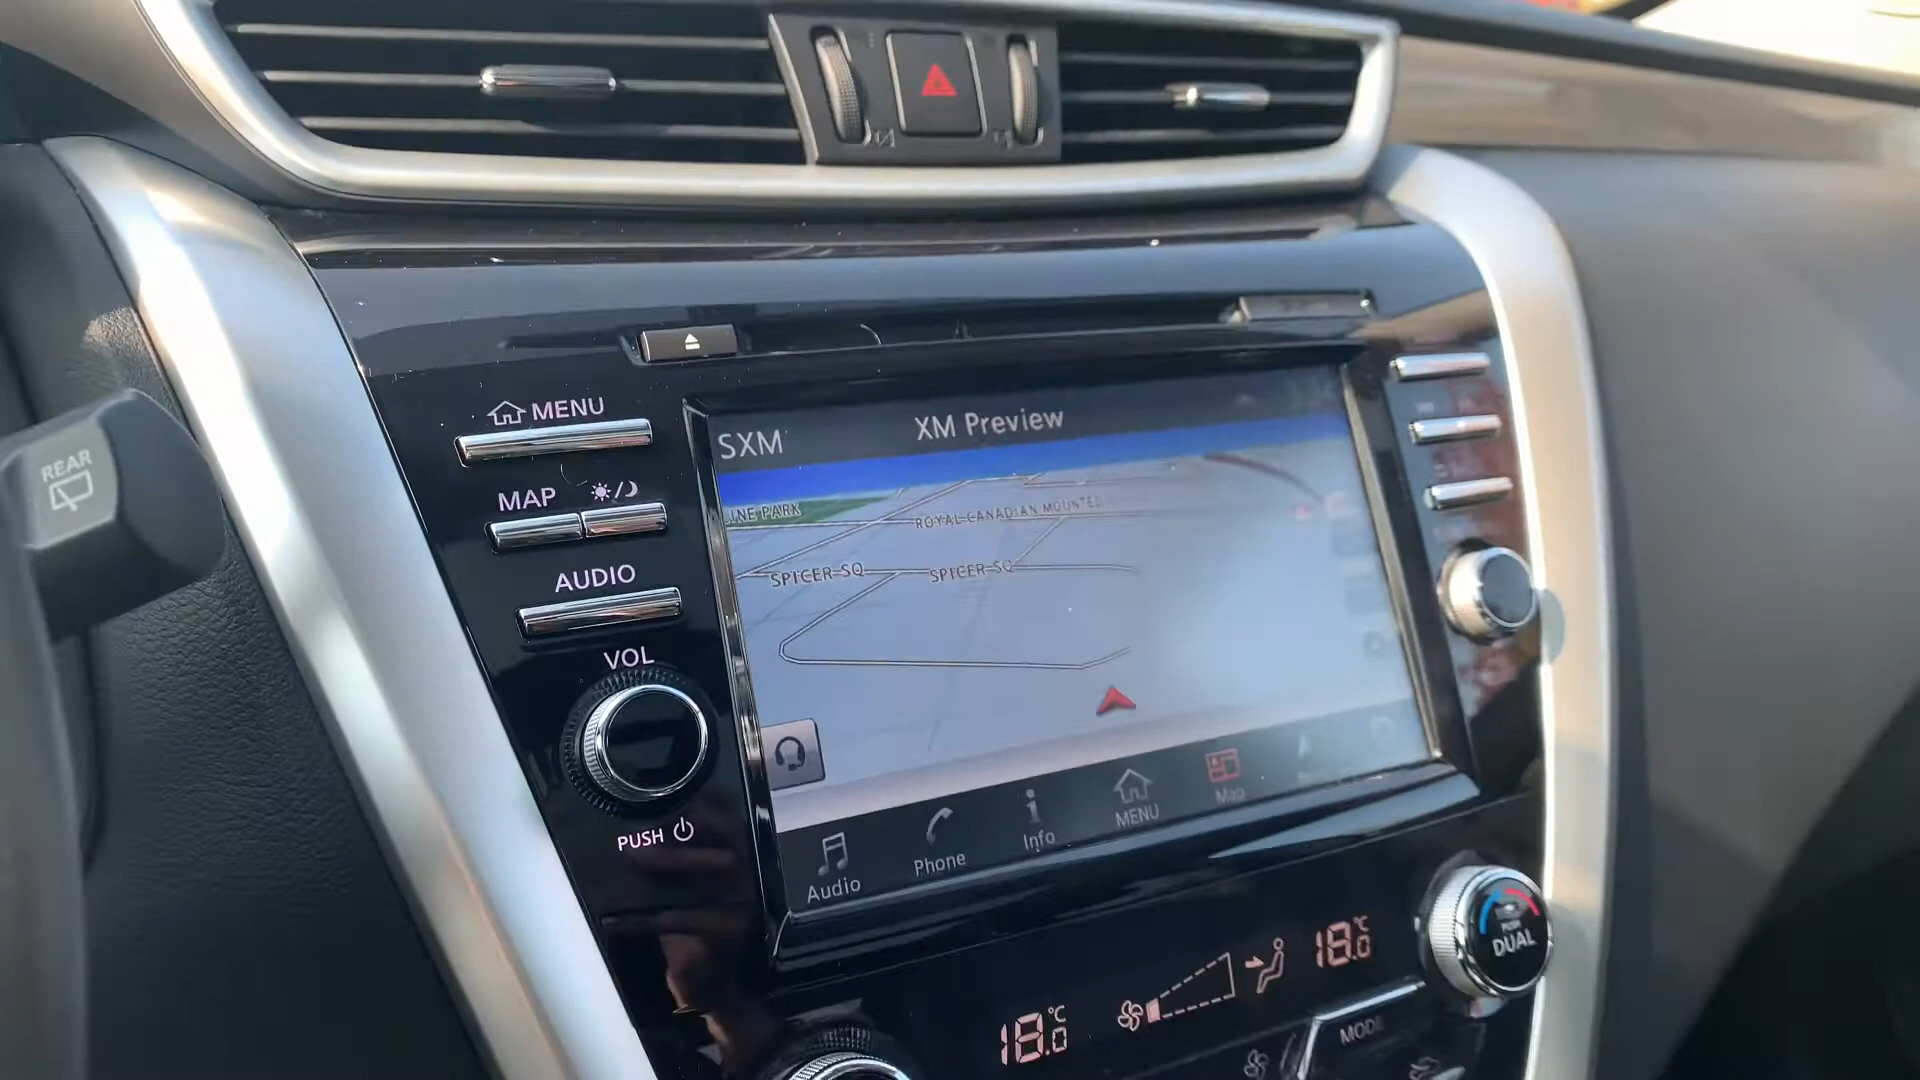 MENU
MAP
AUDIO
VOL
PUSH
REAR
SXM
XM Preview
INE PARK
ROYAL CANADIAN MOUNTED
SPICER SQ
SPICER SQ
Audio
Phone
Info
MENU
Map
18.0°C
18.0°C
PUSH
DUAL
MODE